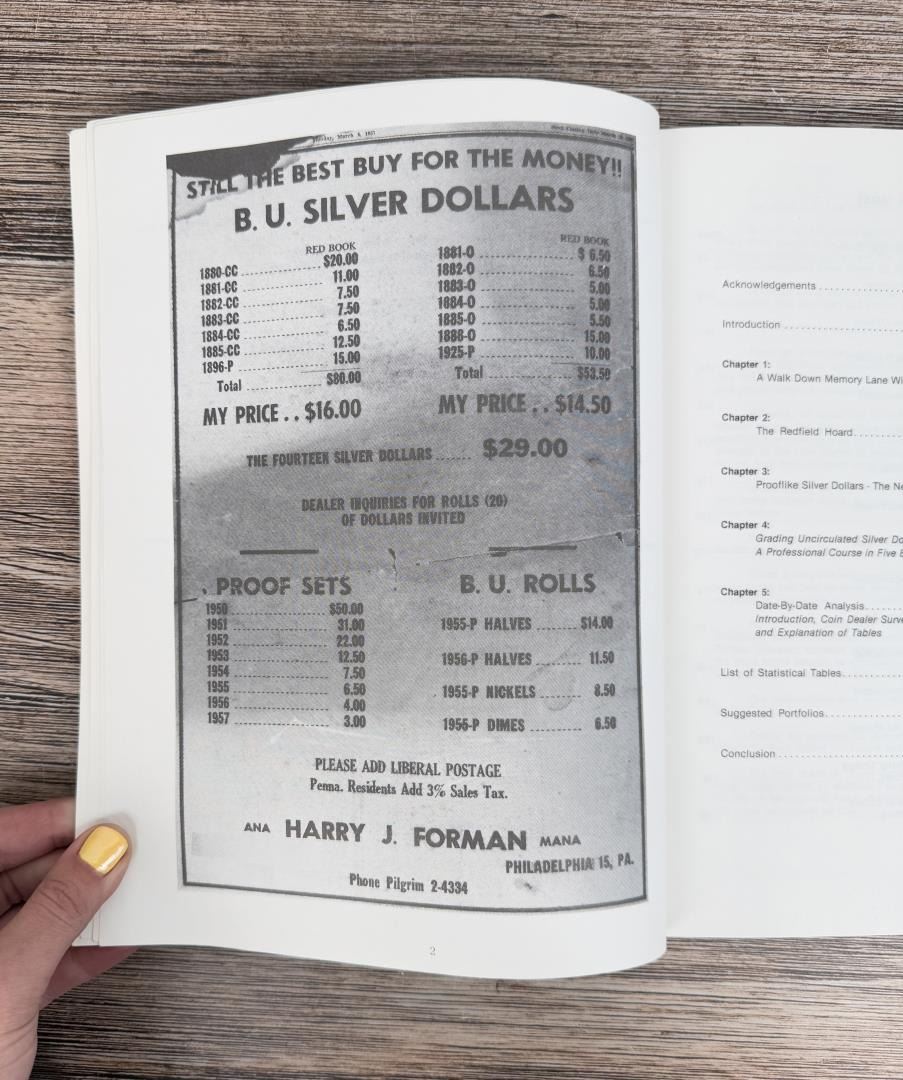 STILL THE BEST BUY FOR THE MONEY!!
B. U. SILVER DOLLARS
RED BOOK
1880-CC ........................ $20.00
1881-CC ........................ 11.00
1882-CC ........................ 7.50
1883-CC ........................ 7.50
1884-CC ........................ 6.50
1885-CC ........................ 12.50
1896-P ........................ 15.00
Total .................. $80.00
MY PRICE . . $16.00
RED BOOK
1881-O ........................ $ 6.50
1882-O ........................ 6.50
1883-O ........................ 5.00
1884-O ........................ 5.00
1885-O ........................ 5.50
1888-O ........................ 15.00
1925-P ........................ 10.00
Total .................. $53.50
MY PRICE . . $14.50
THE FOURTEEN SILVER DOLLARS ....... $29.00
DEALER INQUIRIES FOR ROLLS (20)
OF DOLLARS INVITED
PROOF SETS
1950 ........................ $50.00
1951 ........................ 31.00
1952 ........................ 22.00
1953 ........................ 12.50
1954 ........................ 7.50
1955 ........................ 6.50
1956 ........................ 4.00
1957 ........................ 3.00
B. U. ROLLS
1955-P HALVES ........ $14.00
1956-P HALVES ........ 11.50
1955-P NICKELS ........ 8.50
1955-P DIMES .......... 6.50
PLEASE ADD LIBERAL POSTAGE
Penna. Residents Add 3% Sales Tax.
ANA HARRY J. FORMAN MANA
PHILADELPHIA 15, PA.
Phone Pilgrim 2-4334
2
Acknowledgements ..................
Introduction ..................
Chapter 1:
A Walk Down Memory Lane Wi
Chapter 2:
The Redfield Hoard ...........
Chapter 3:
Prooflike Silver Dollars - The Ne
Chapter 4:
Grading Uncirculated Silver Do
A Professional Course in Five E
Chapter 5:
Date-By-Date Analysis .........
Introduction, Coin Dealer Surve
and Explanation of Tables
List of Statistical Tables ............
Suggested Portfolios ................
Conclusion .........................